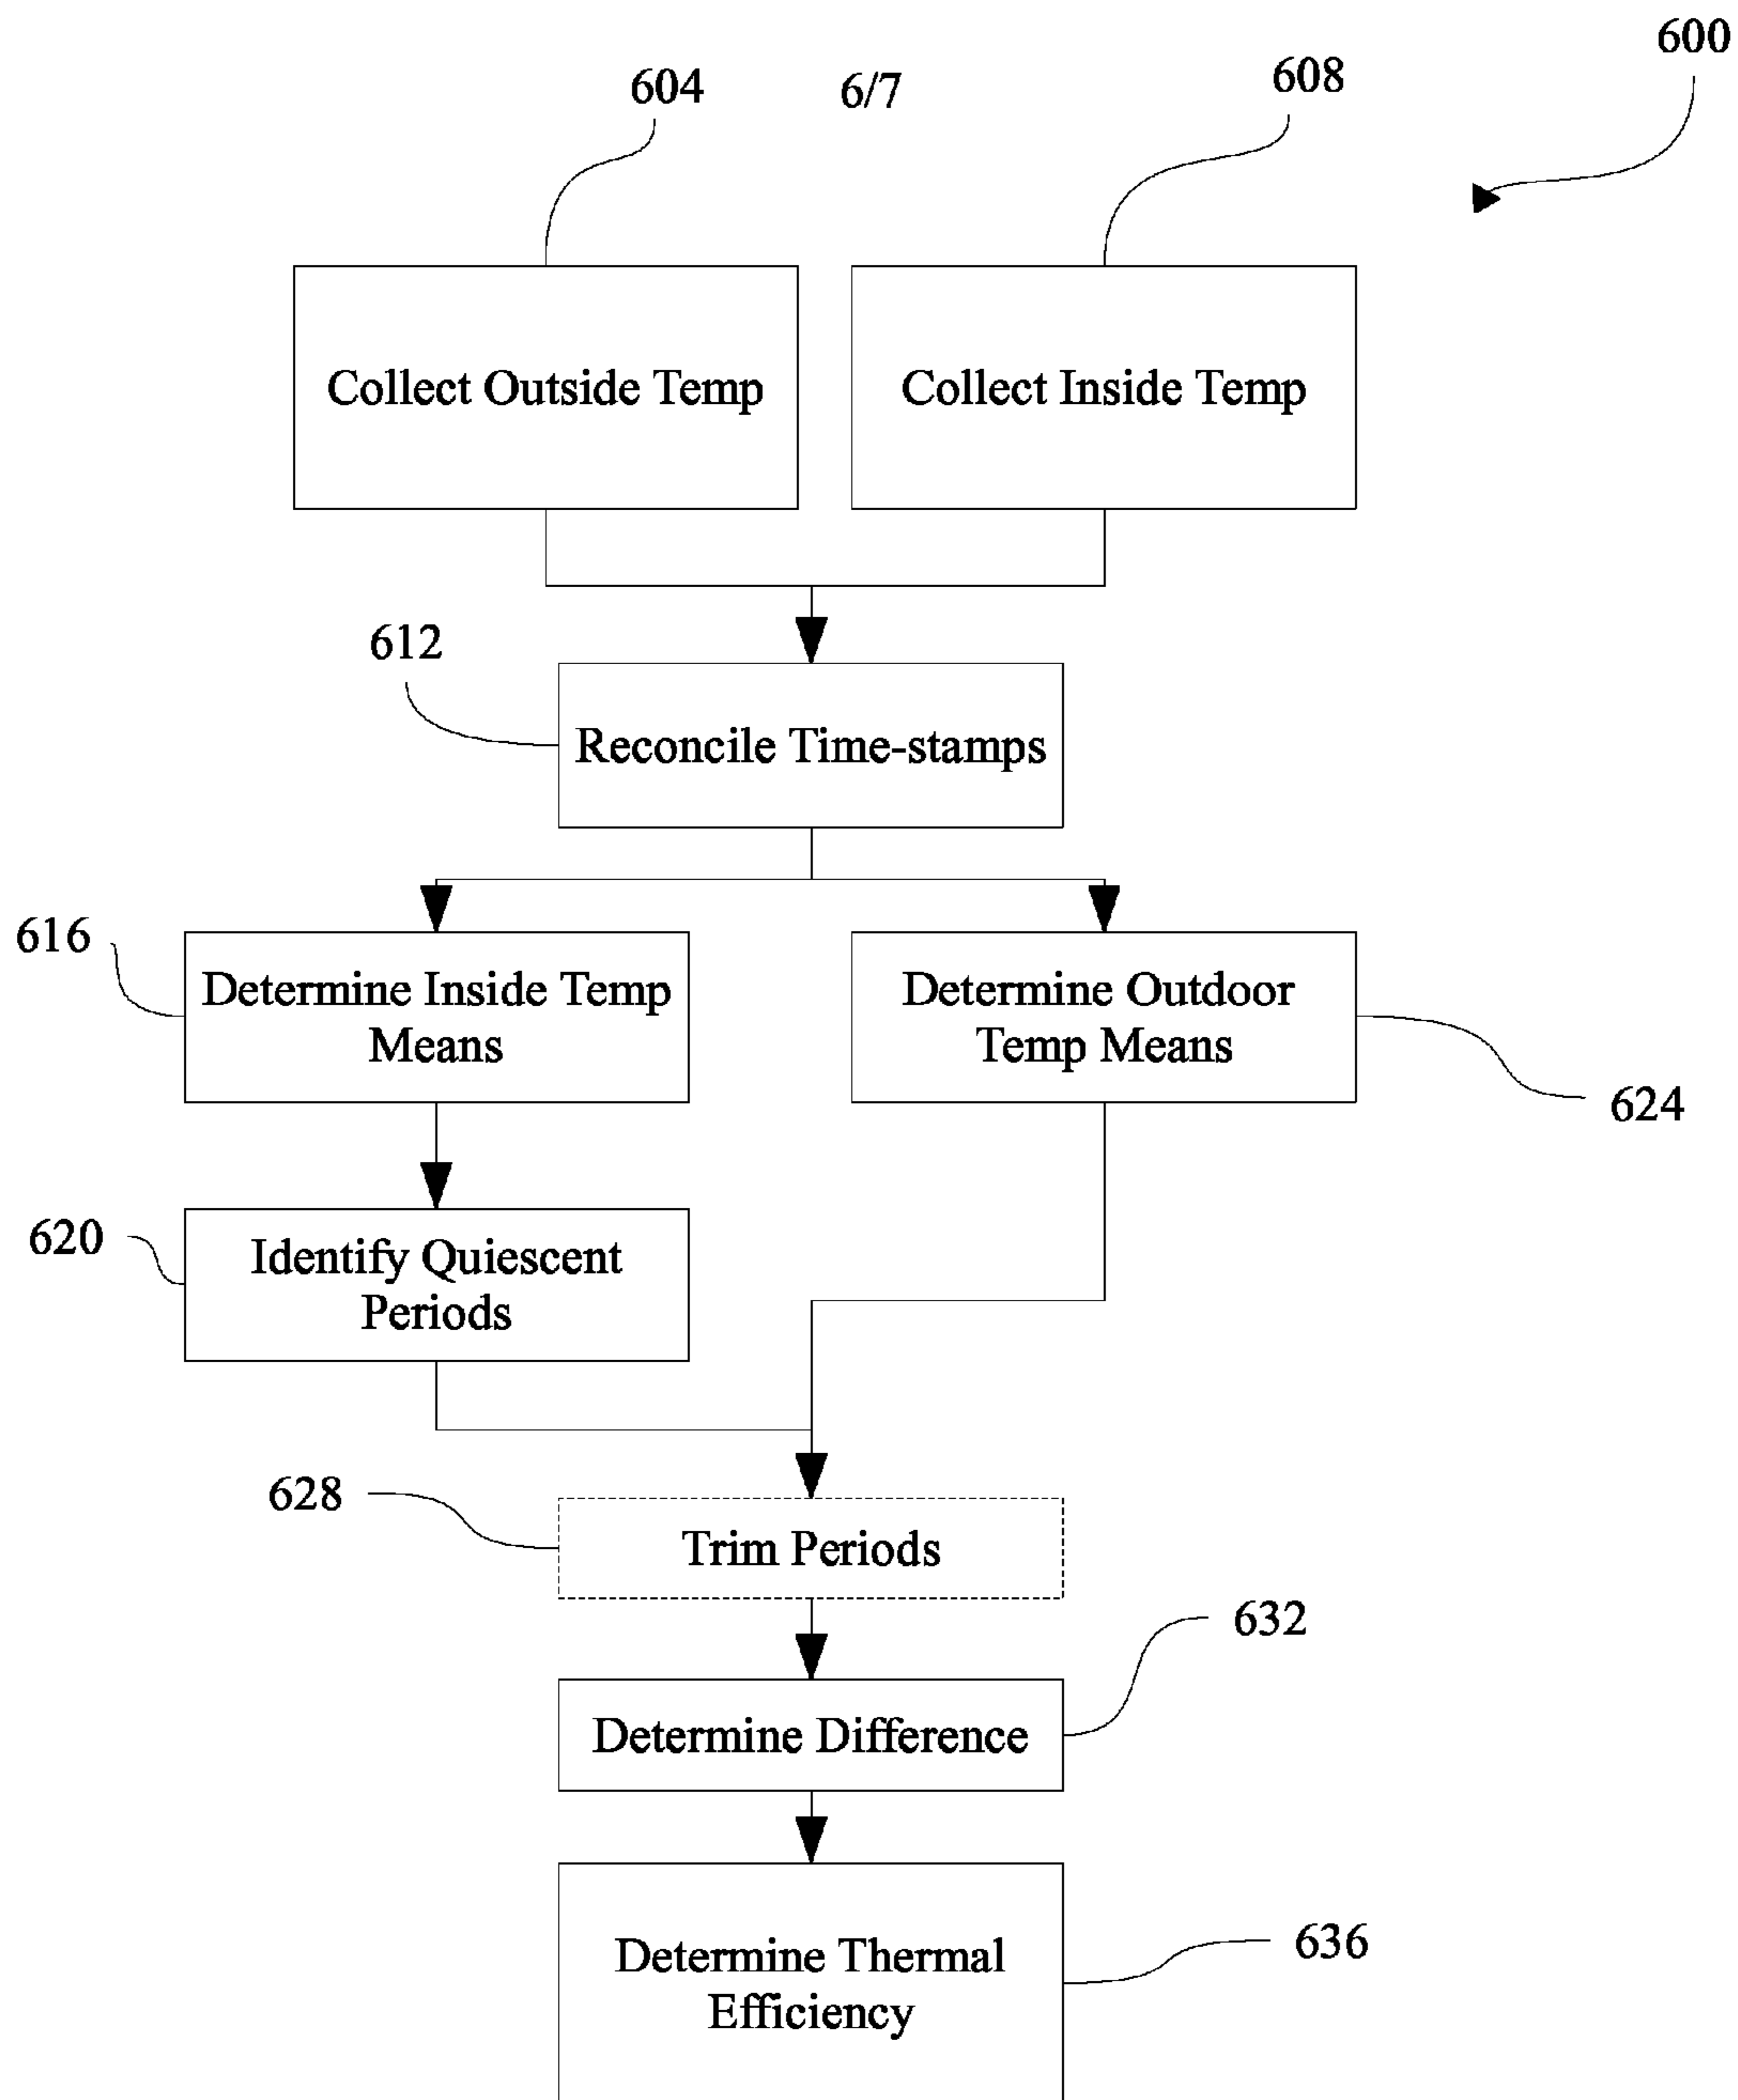 600
604
6/7
608
Collect Outside Temp
Collect Inside Temp
612
Reconcile Time-stamps
616
Determine Inside Temp
Means
Determine Outdoor
Temp Means
624
620
Identify Quiescent
Periods
628
Trim Periods
632
Determine Difference
636
Determine Thermal
Efficiency